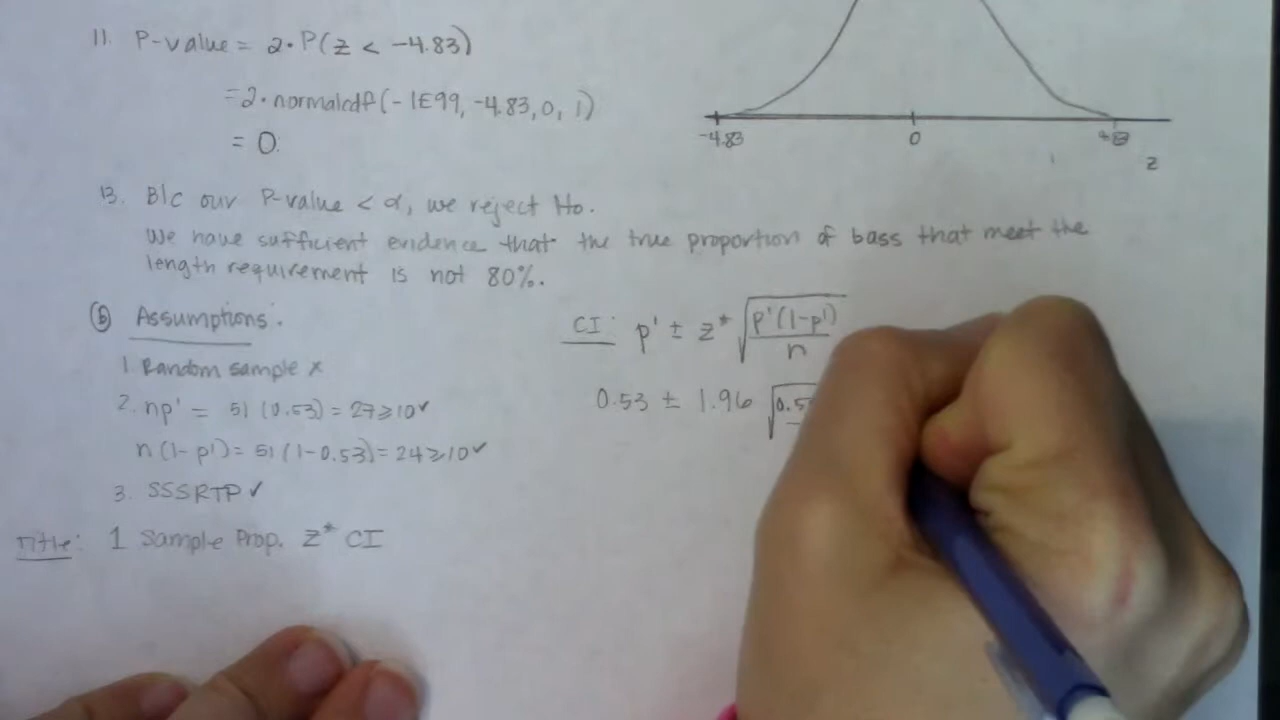 11. P-value = 2·P(z < -4.83)
=2·normalcdf(-1E99, -4.83, 0, 1)
= 0.
-4.83 0 z
13. B/c our P-value < α, we reject Ho.
We have sufficient evidence that the true proportion of bass that meet the
length requirement is not 80%.
(b) Assumptions:
1. Random sample x
2. np' = 51 (0.53) = 27 ≥ 10 ✓
n(1-p') = 51 (1-0.53) = 24 ≥ 10 ✓
3. SSSRTP ✓
Title: 1 Sample Prop. Z* CI
CI: p' ± z* √p'(1-p')
n
0.53 ± 1.96 √0.5